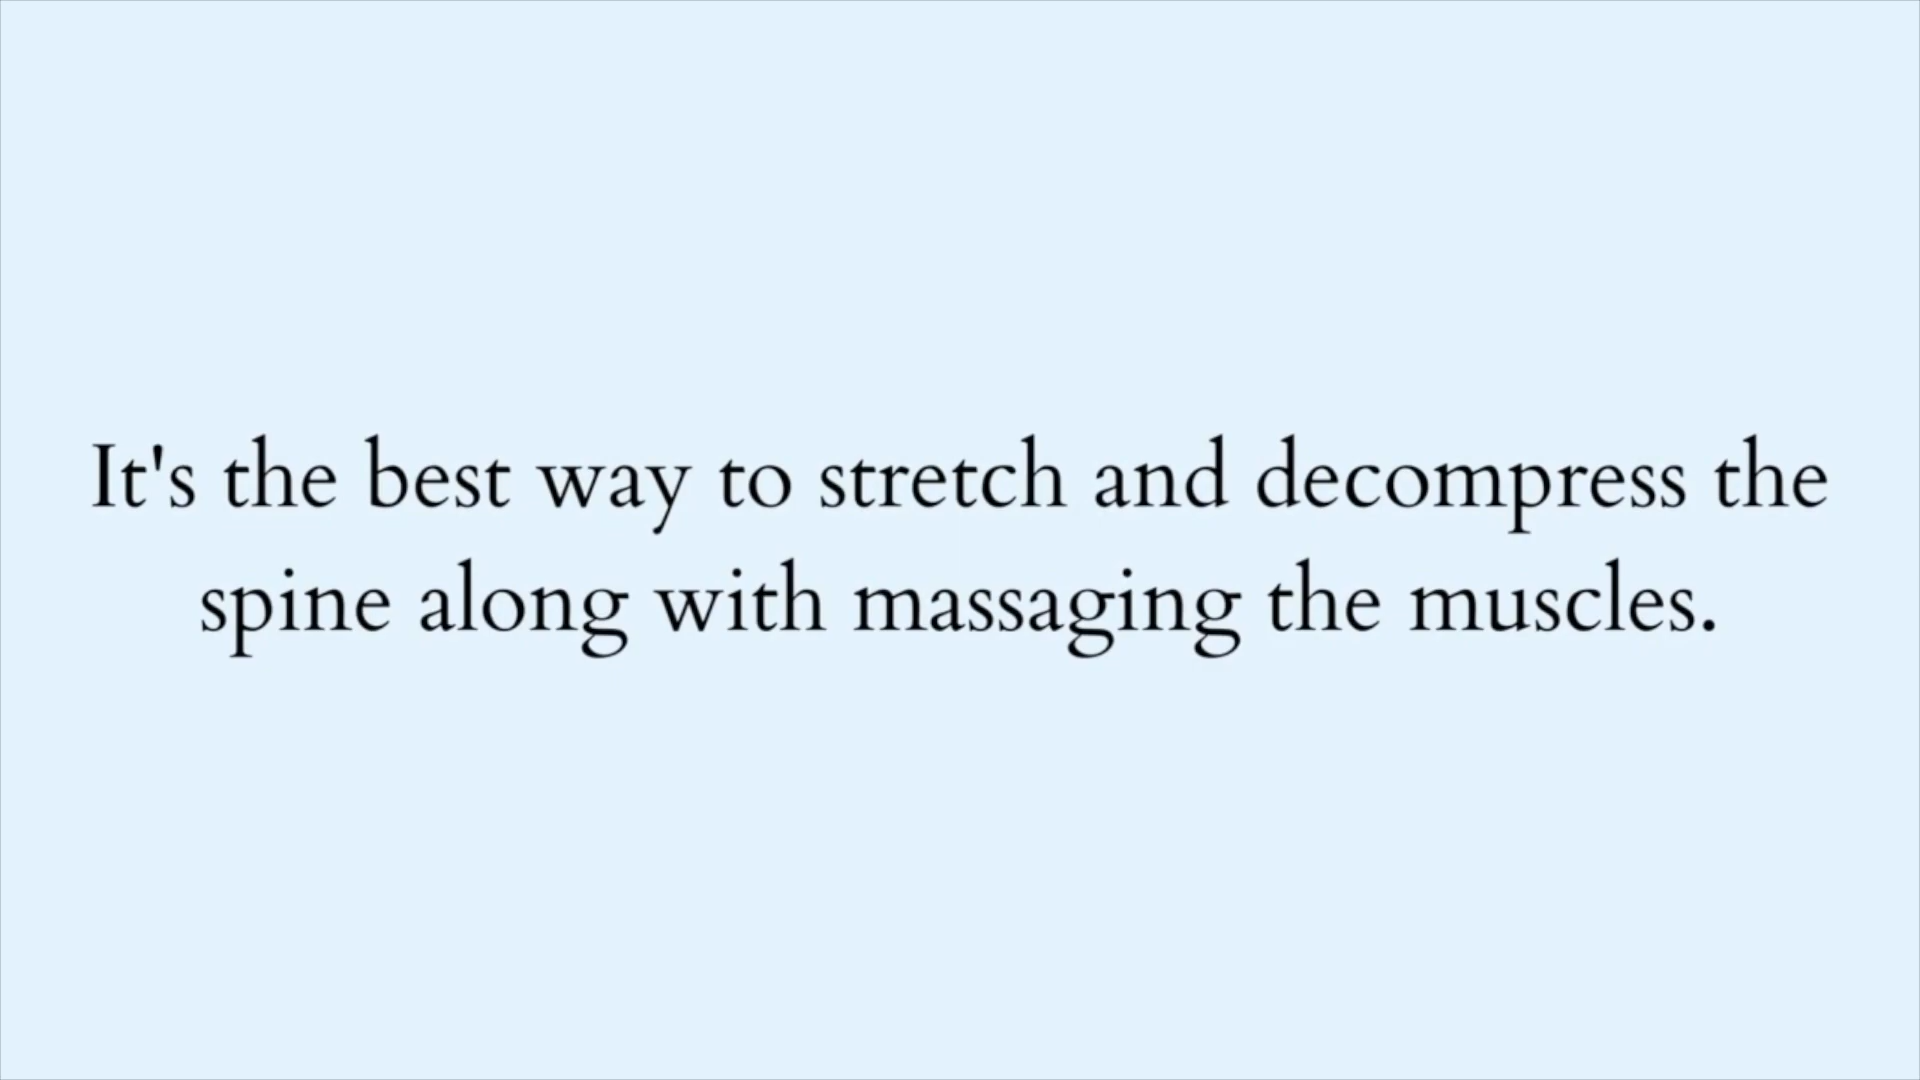 It's the best way to stretch and decompress the
spine along with massaging the muscles.